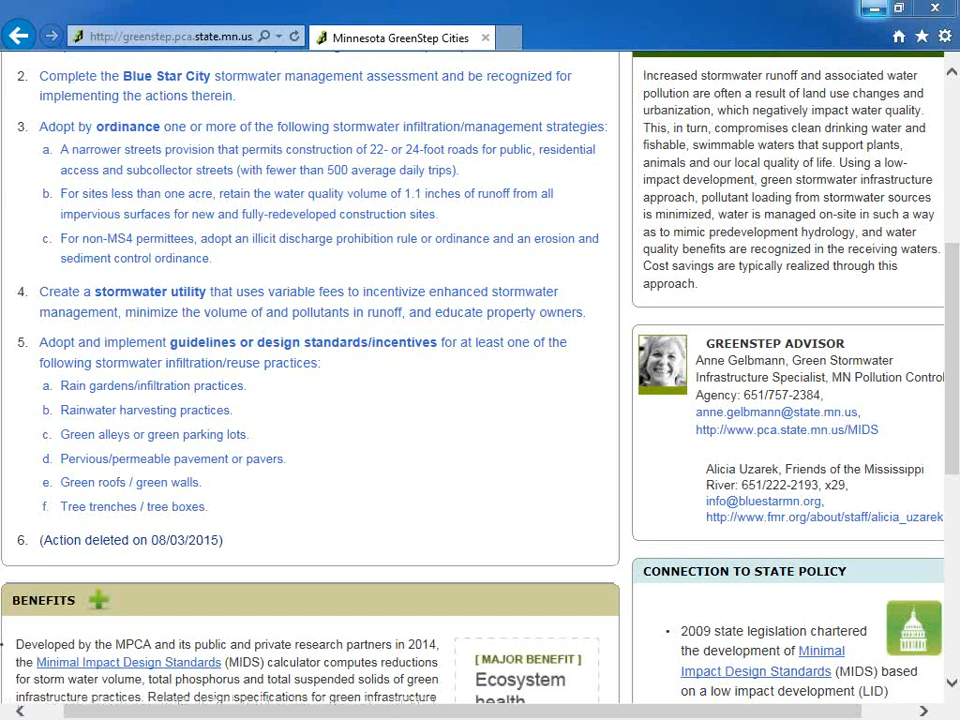 http://greenstep.pca.state.mn.us
Minnesota GreenStep Cities
2. Complete the Blue Star City stormwater management assessment and be recognized for
implementing the actions therein.
3. Adopt by ordinance one or more of the following stormwater infiltration/management strategies:
a. A narrower streets provision that permits construction of 22- or 24-foot roads for public, residential
access and subcollector streets (with fewer than 500 average daily trips).
b. For sites less than one acre, retain the water quality volume of 1.1 inches of runoff from all
impervious surfaces for new and fully-redeveloped construction sites.
c. For non-MS4 permittees, adopt an illicit discharge prohibition rule or ordinance and an erosion and
sediment control ordinance.
4. Create a stormwater utility that uses variable fees to incentivize enhanced stormwater
management, minimize the volume of and pollutants in runoff, and educate property owners.
5. Adopt and implement guidelines or design standards/incentives for at least one of the
following stormwater infiltration/reuse practices:
a. Rain gardens/infiltration practices.
b. Rainwater harvesting practices.
c. Green alleys or green parking lots.
d. Pervious/permeable pavement or pavers.
e. Green roofs / green walls.
f. Tree trenches / tree boxes.
6. (Action deleted on 08/03/2015)
BENEFITS
Developed by the MPCA and its public and private research partners in 2014,
the Minimal Impact Design Standards (MIDS) calculator computes reductions
for storm water volume, total phosphorus and total suspended solids of green
infrastructure practices. Related design specifications for green infrastructure
[ MAJOR BENEFIT ]
Ecosystem
health
Increased stormwater runoff and associated water
pollution are often a result of land use changes and
urbanization, which negatively impact water quality.
This, in turn, compromises clean drinking water and
fishable, swimmable waters that support plants,
animals and our local quality of life. Using a low-
impact development, green stormwater infrastructure
approach, pollutant loading from stormwater sources
is minimized, water is managed on-site in such a way
as to mimic predevelopment hydrology, and water
quality benefits are recognized in the receiving waters.
Cost savings are typically realized through this
approach.
GREENSTEP ADVISOR
Anne Gelbmann, Green Stormwater
Infrastructure Specialist, MN Pollution Control
Agency: 651/757-2384,
anne.gelbmann@state.mn.us,
http://www.pca.state.mn.us/MIDS
Alicia Uzarek, Friends of the Mississippi
River: 651/222-2193, x29,
info@bluestarmn.org,
http://www.fmr.org/about/staff/alicia_uzarek
CONNECTION TO STATE POLICY
• 2009 state legislation chartered
the development of Minimal
Impact Design Standards (MIDS) based
on a low impact development (LID)